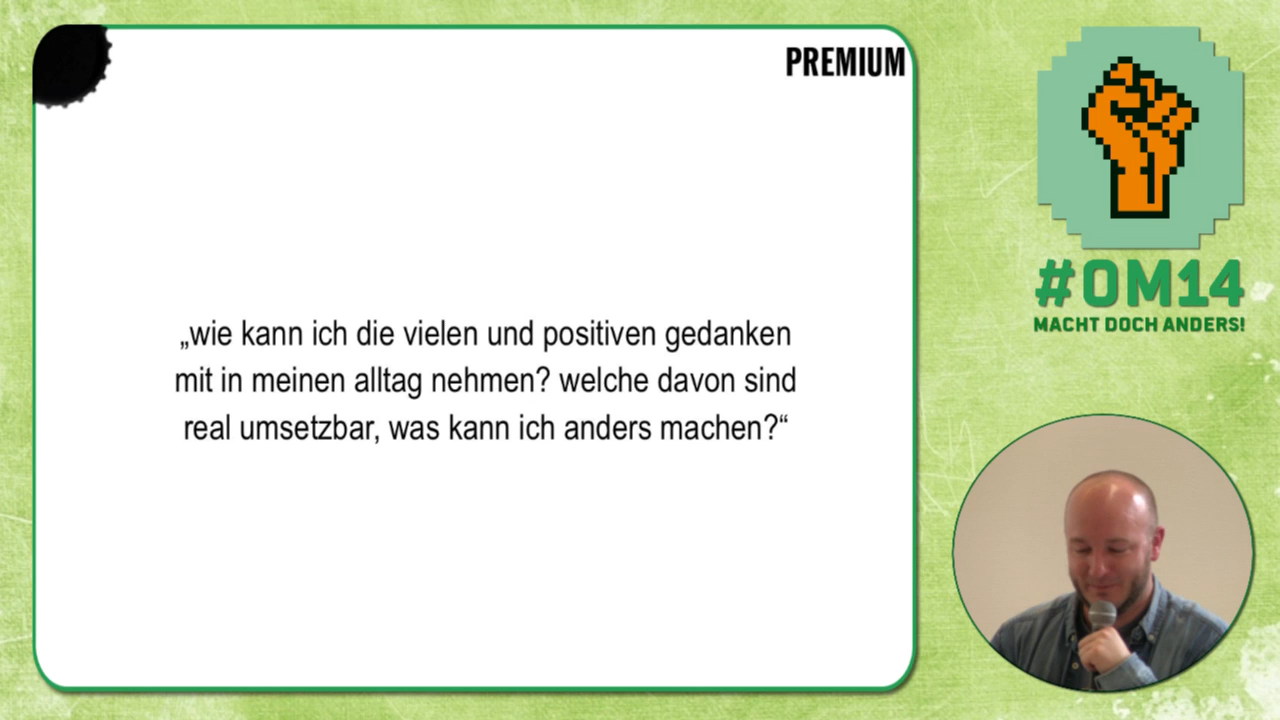 PREMIUM
„wie kann ich die vielen und positiven gedanken
mit in meinen alltag nehmen? welche davon sind
real umsetzbar, was kann ich anders machen?“
#OM14
MACHT DOCH ANDERS!